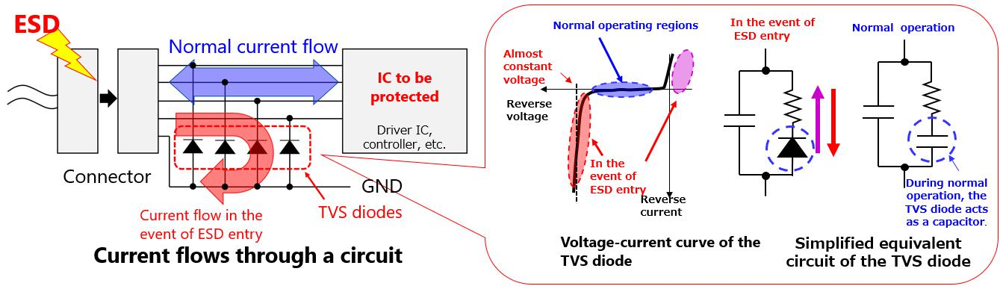 ESD
Normal current flow
IC to be
protected
Driver IC,
controller, etc.
Connector
GND
TVS diodes
Current flow in the
event of ESD entry
Current flows through a circuit
Normal operating regions
Almost
constant
voltage
Reverse
voltage
In the
event of
ESD entry
Reverse
current
Voltage-current curve of the
TVS diode
In the event of
ESD entry
Normal operation
During normal
operation, the
TVS diode acts
as a capacitor.
Simplified equivalent
circuit of the TVS diode